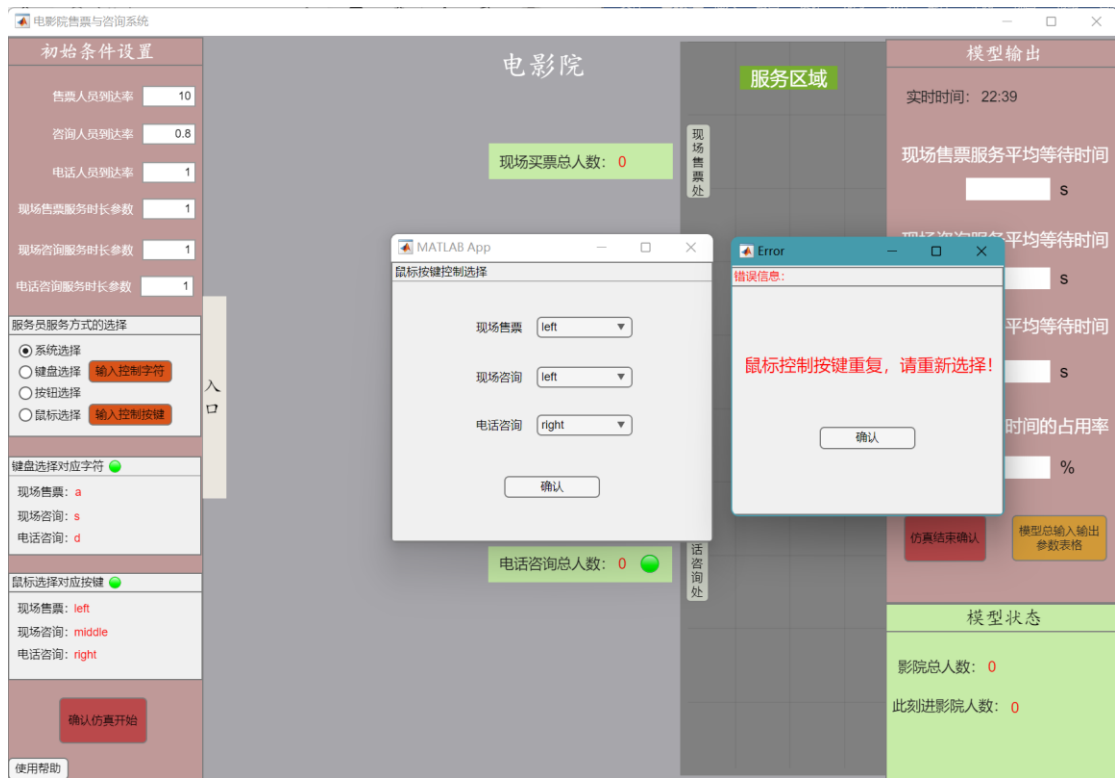 电影院售票与咨询系统
初始条件设置
售票人员到达率 10
咨询人员到达率 0.8
电话人员到达率 1
现场售票服务时长参数 1
现场咨询服务时长参数 1
电话咨询服务时长参数 1
服务员服务方式的选择
系统选择
键盘选择 输入控制字符
按钮选择
鼠标选择 输入控制按键
键盘选择对应字符
现场售票：a
现场咨询：s
电话咨询：d
鼠标选择对应按键
现场售票：left
现场咨询：middle
电话咨询：right
确认仿真开始
使用帮助
入口
电影院
现场买票总人数：0
电话咨询总人数：0
服务区域
现场售票处
话咨询处
MATLAB App
鼠标按键控制选择
现场售票 left
现场咨询 left
电话咨询 right
确认
Error
错误信息：
鼠标控制按键重复，请重新选择！
确认
模型输出
实时时间：22:39
现场售票服务平均等待时间
s
平均等待时间
s
平均等待时间
s
时间的占用率
%
仿真结束确认
模型总输入输出
参数表格
模型状态
影院总人数：0
此刻进影院人数：0